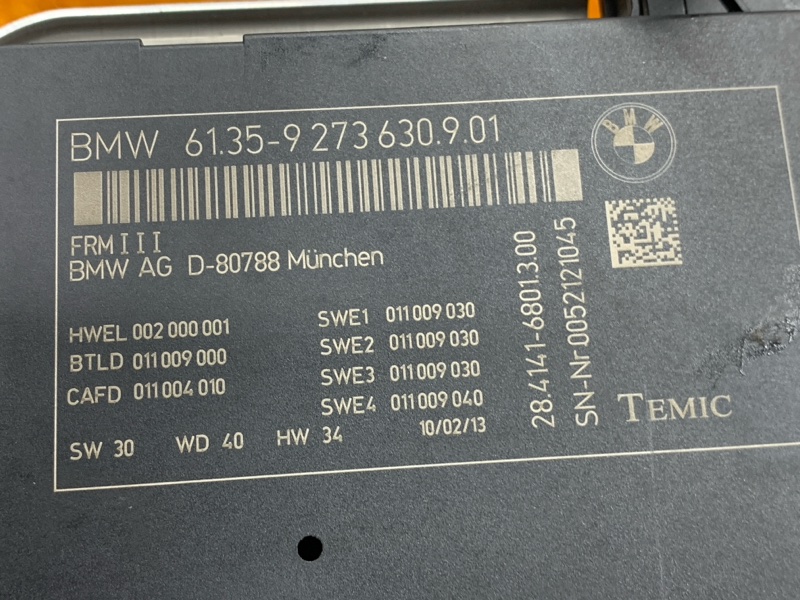 BMW 61.35-9 273 630.9.01
BMW
FRM III
BMW AG D-80788 München
HWEL 002 000 001
BTLD 011 009 000
CAFD 011 004 010
SWE1 011 009 030
SWE2 011 009 030
SWE3 011 009 030
SWE4 011 009 040
SW 30 WD 40 HW 34
10/02/13
28.4141-6801 3.00
SN-Nr 0052121045
TEMIC